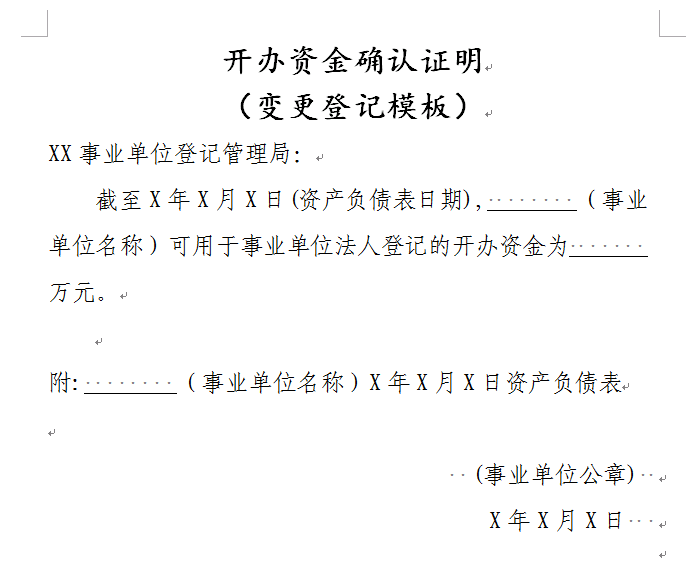 开办资金确认证明
（变更登记模板）
XX事业单位登记管理局：
截至X年X月X日(资产负债表日期),________（事业
单位名称）可用于事业单位法人登记的开办资金为_______
万元。
附:________（事业单位名称）X年X月X日资产负债表
(事业单位公章)
X年X月X日